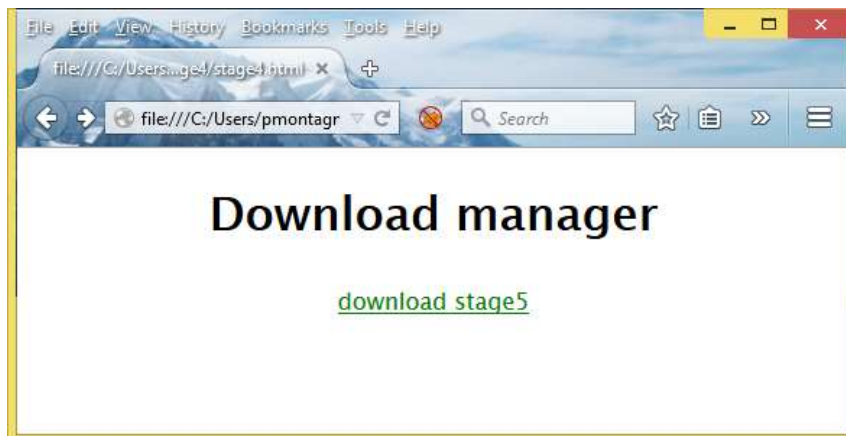 File Edit View History Bookmarks Tools Help
file:///C:/Users...ge4/stage4.html
file:///C:/Users/pmontagr Search
Download manager
download stage5